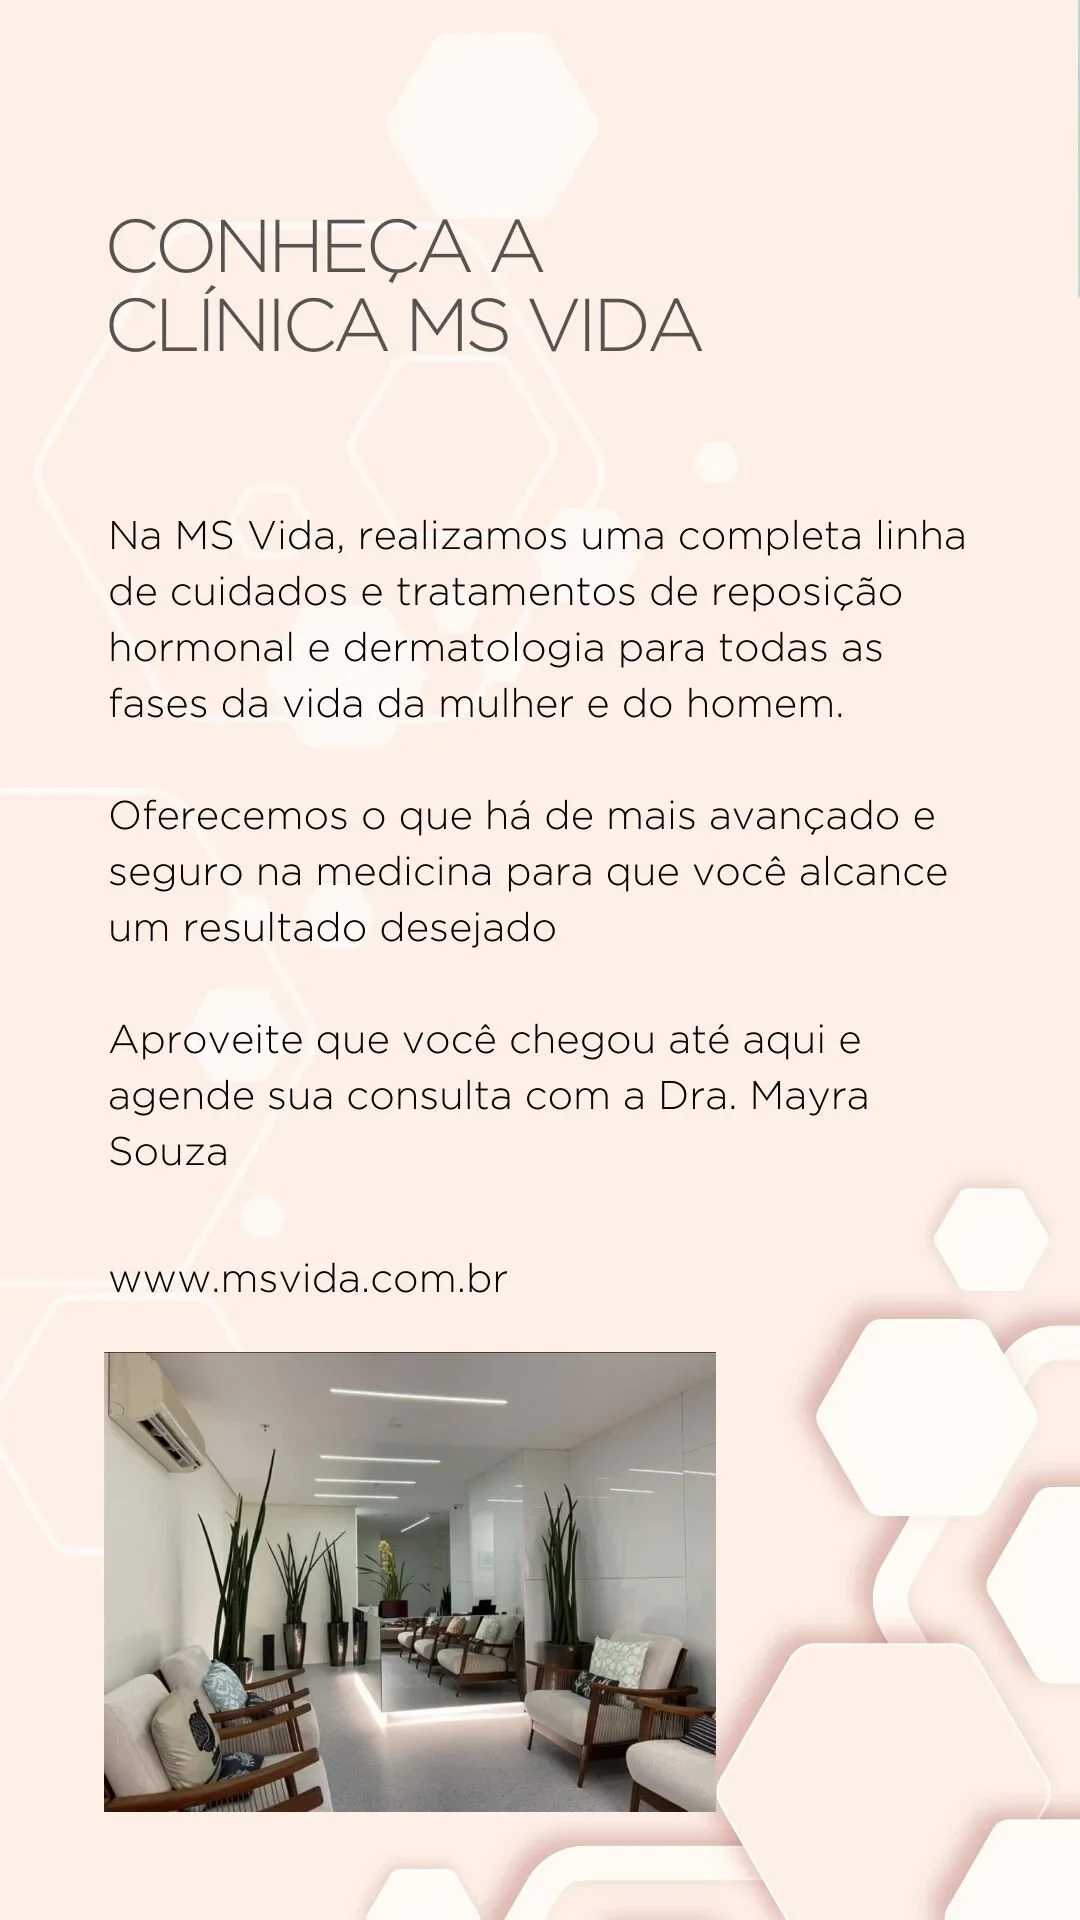 CONHEÇA A
CLÍNICA MS VIDA
Na MS Vida, realizamos uma completa linha
de cuidados e tratamentos de reposição
hormonal e dermatologia para todas as
fases da vida da mulher e do homem.
Oferecemos o que há de mais avançado e
seguro na medicina para que você alcance
um resultado desejado
Aproveite que você chegou até aqui e
agende sua consulta com a Dra. Mayra
Souza
www.msvida.com.br